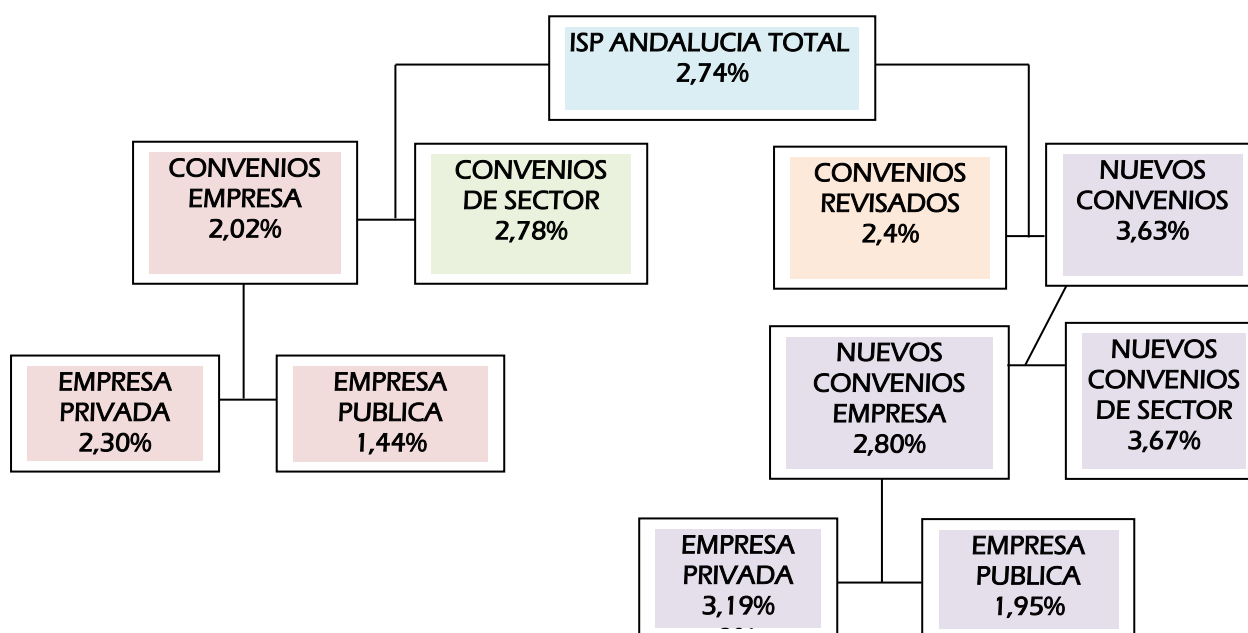 ISP ANDALUCIA TOTAL
2,74%
CONVENIOS
EMPRESA
2,02%
CONVENIOS
DE SECTOR
2,78%
CONVENIOS
REVISADOS
2,4%
NUEVOS
CONVENIOS
3,63%
EMPRESA
PRIVADA
2,30%
EMPRESA
PUBLICA
1,44%
NUEVOS
CONVENIOS
EMPRESA
2,80%
NUEVOS
CONVENIOS
DE SECTOR
3,67%
EMPRESA
PRIVADA
3,19%
EMPRESA
PUBLICA
1,95%